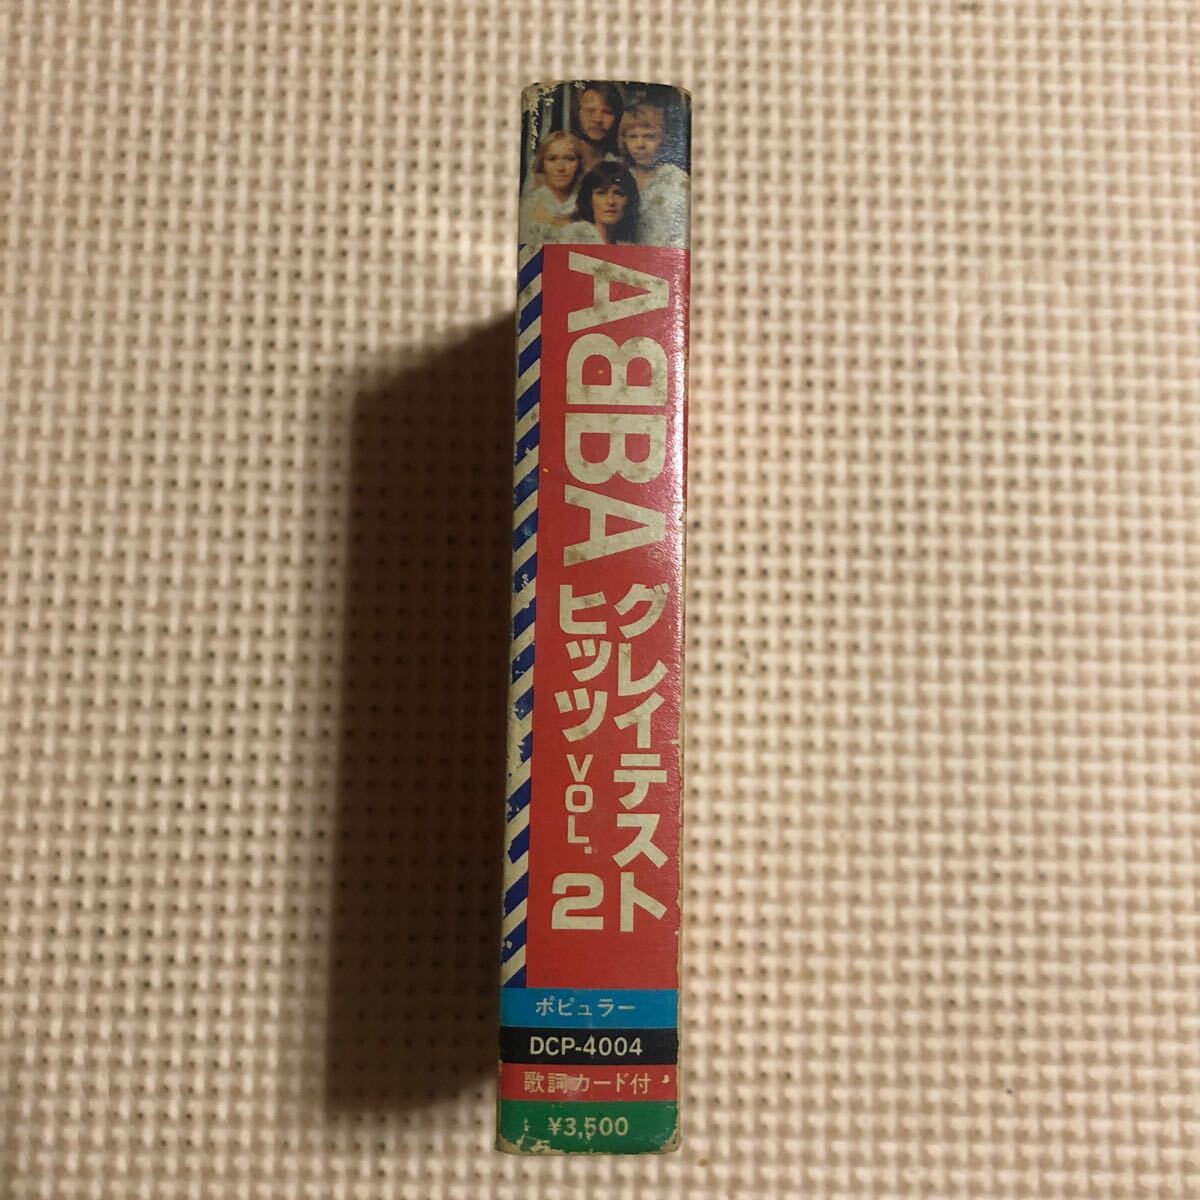 ABBA
グレイテスト
ヒッツ VOL. 2
ポピュラー
DCP-4004
歌詞カード付
¥3,500